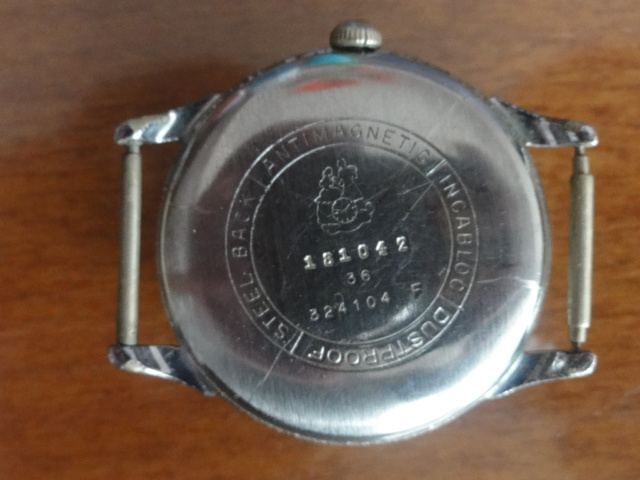 STEEL BACK | ANTIMAGNETIC | INCABLOC | DUSTPROOF |
181042
36
324104 F